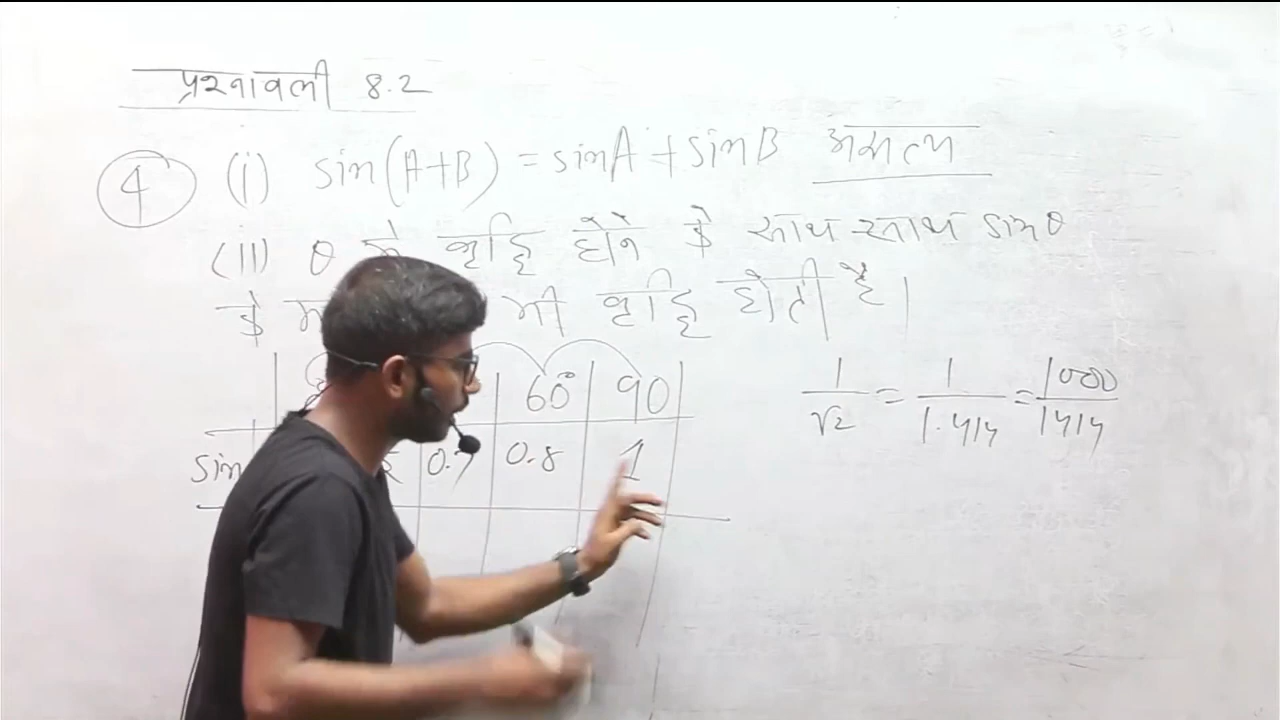 प्रश्नावली 8.2
4 (i) sin(A+B) = sinA + sinB असत्य
(ii) θ वृद्धि होने के साथ-साथ sinθ
के भी वृद्धि होती है।
60° 90
sin 0.7 0.8 1
1/√2 = 1/1.414 = 1000/1414